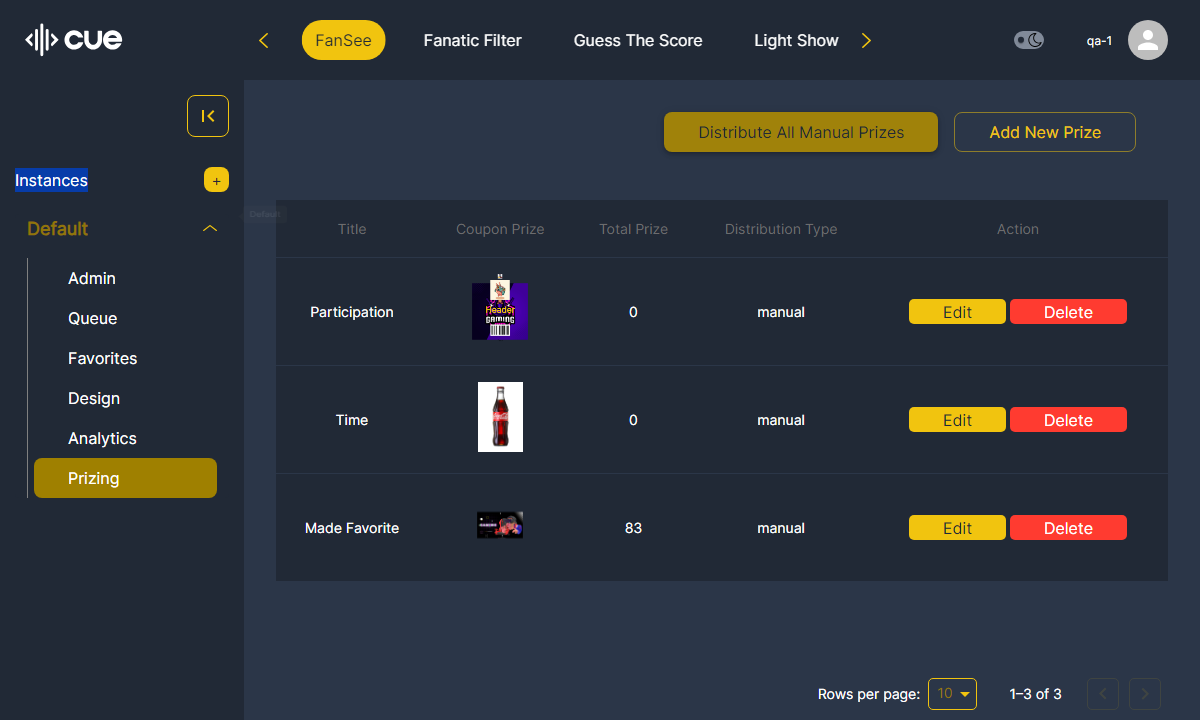 cue
FanSee
Fanatic Filter
Guess The Score
Light Show
qa-1
Distribute All Manual Prizes
Add New Prize
Instances
+
Default
Default
Admin
Queue
Favorites
Design
Analytics
Prizing
Title Coupon Prize Total Prize Distribution Type Action
Participation Header GAMING 0 manual Edit Delete
Time 0 manual Edit Delete
Made Favorite 83 manual Edit Delete
Rows per page: 10 1–3 of 3